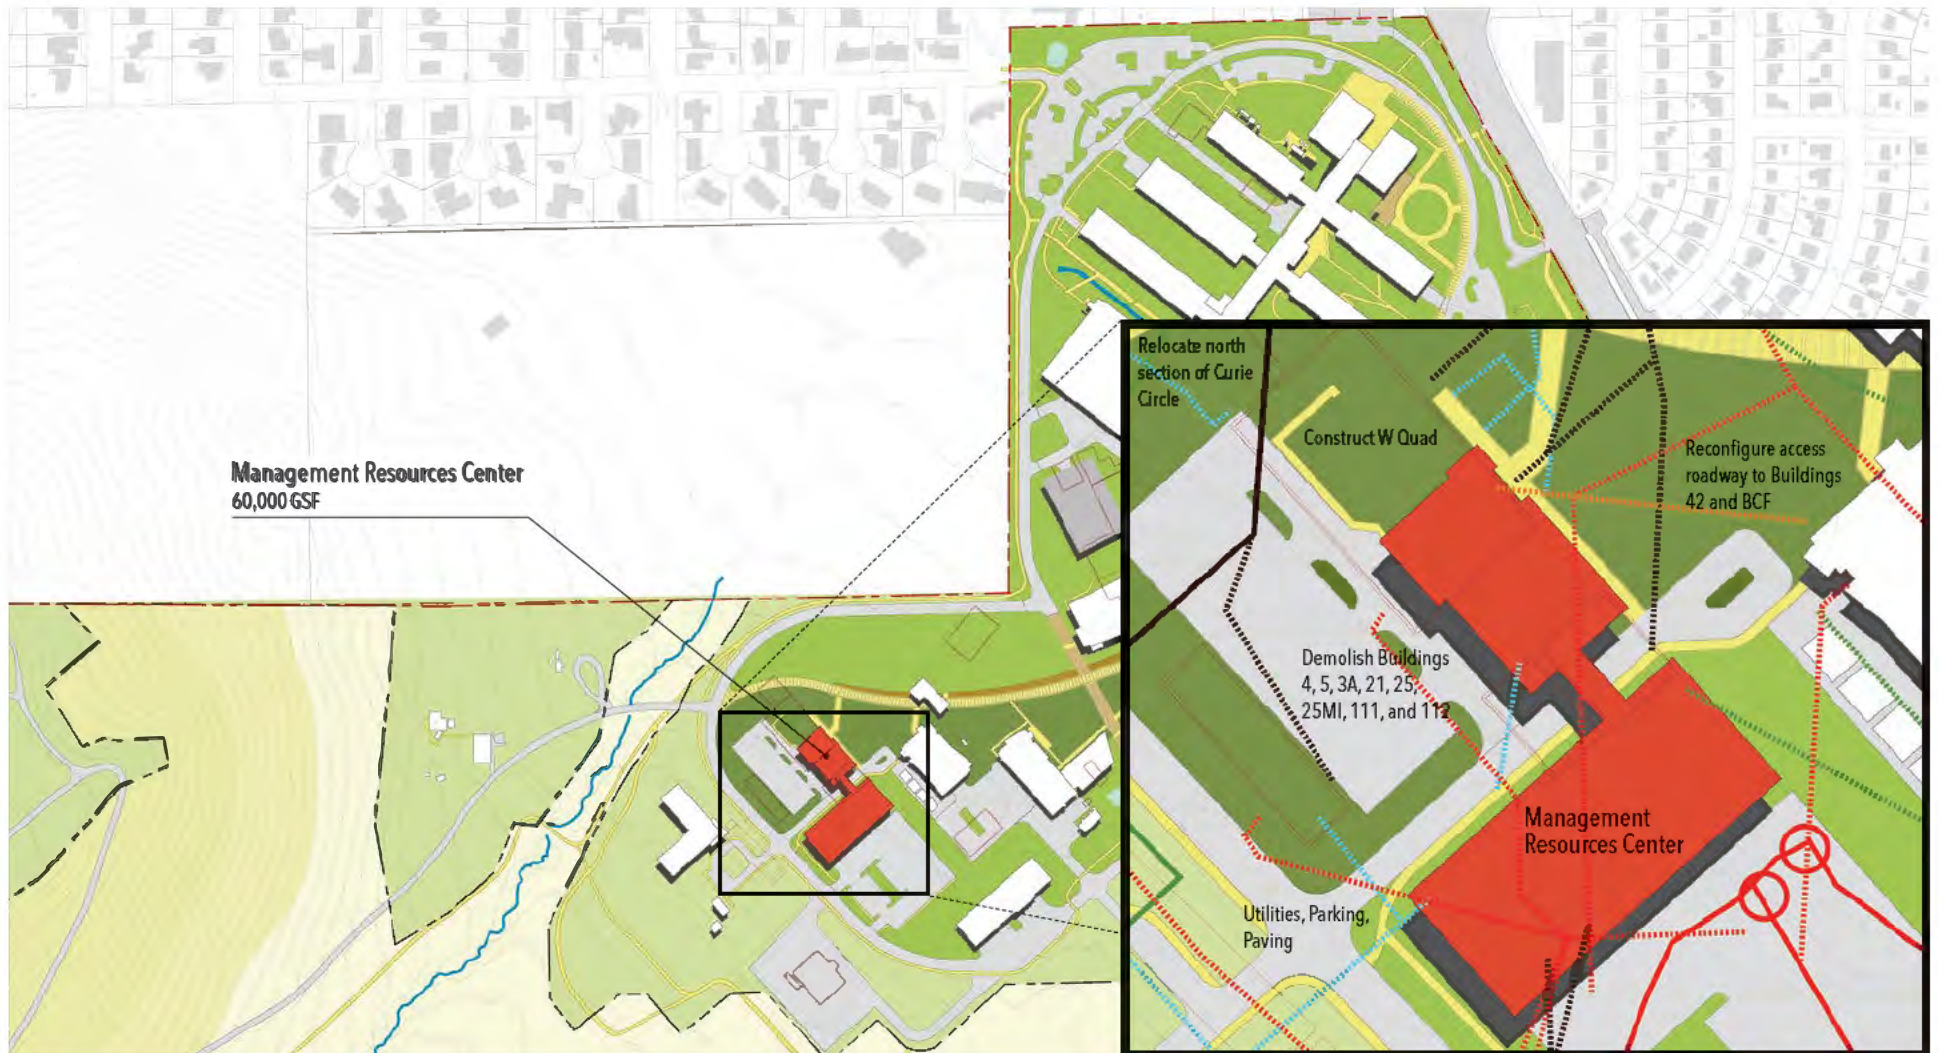 Management Resources Center
60,000 GSF
Relocate north
section of Curie
Circle
Construct W Quad
Reconfigure access
roadway to Buildings
42 and BCF
Demolish Buildings
4, 5, 3A, 21, 25,
25MI, 111, and 112
Management
Resources Center
Utilities, Parking,
Paving